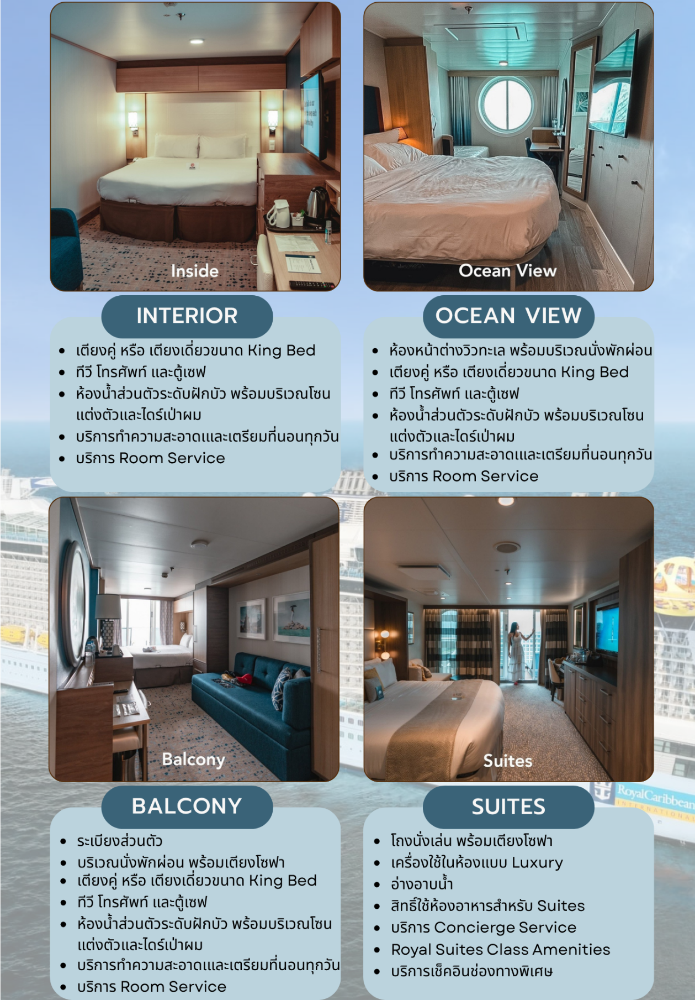 Inside
INTERIOR
เตียงคู่ หรือ เตียงเดี่ยวขนาด King Bed
ทีวี โทรศัพท์ และตู้เซฟ
ห้องน้ำส่วนตัวระดับฝักบัว พร้อมบริเวณโซน
แต่งตัวและไดร์เป่าผม
บริการทำความสะอาดเเและเตรียมที่นอนทุกวัน
บริการ Room Service
Ocean View
OCEAN VIEW
ห้องหน้าต่างวิวทะเล พร้อมบริเวณนั่งพักผ่อน
เตียงคู่ หรือ เตียงเดี่ยวขนาด King Bed
ทีวี โทรศัพท์ และตู้เซฟ
ห้องน้ำส่วนตัวระดับฝักบัว พร้อมบริเวณโซน
แต่งตัวและไดร์เป่าผม
บริการทำความสะอาดเเและเตรียมที่นอนทุกวัน
บริการ Room Service
Balcony
BALCONY
ระเบียงส่วนตัว
บริเวณนั่งพักผ่อน พร้อมเตียงโซฟา
เตียงคู่ หรือ เตียงเดี่ยวขนาด King Bed
ทีวี โทรศัพท์ และตู้เซฟ
ห้องน้ำส่วนตัวระดับฝักบัว พร้อมบริเวณโซน
แต่งตัวและไดร์เป่าผม
บริการทำความสะอาดเเและเตรียมที่นอนทุกวัน
บริการ Room Service
Suites
SUITES
โถงนั่งเล่น พร้อมเตียงโซฟา
เครื่องใช้ในห้องแบบ Luxury
อ่างอาบน้ำ
สิทธิ์ใช้ห้องอาหารสำหรับ Suites
บริการ Concierge Service
Royal Suites Class Amenities
บริการเช็คอินช่องทางพิเศษ
RoyalCaribbean
INTERNATIONAL